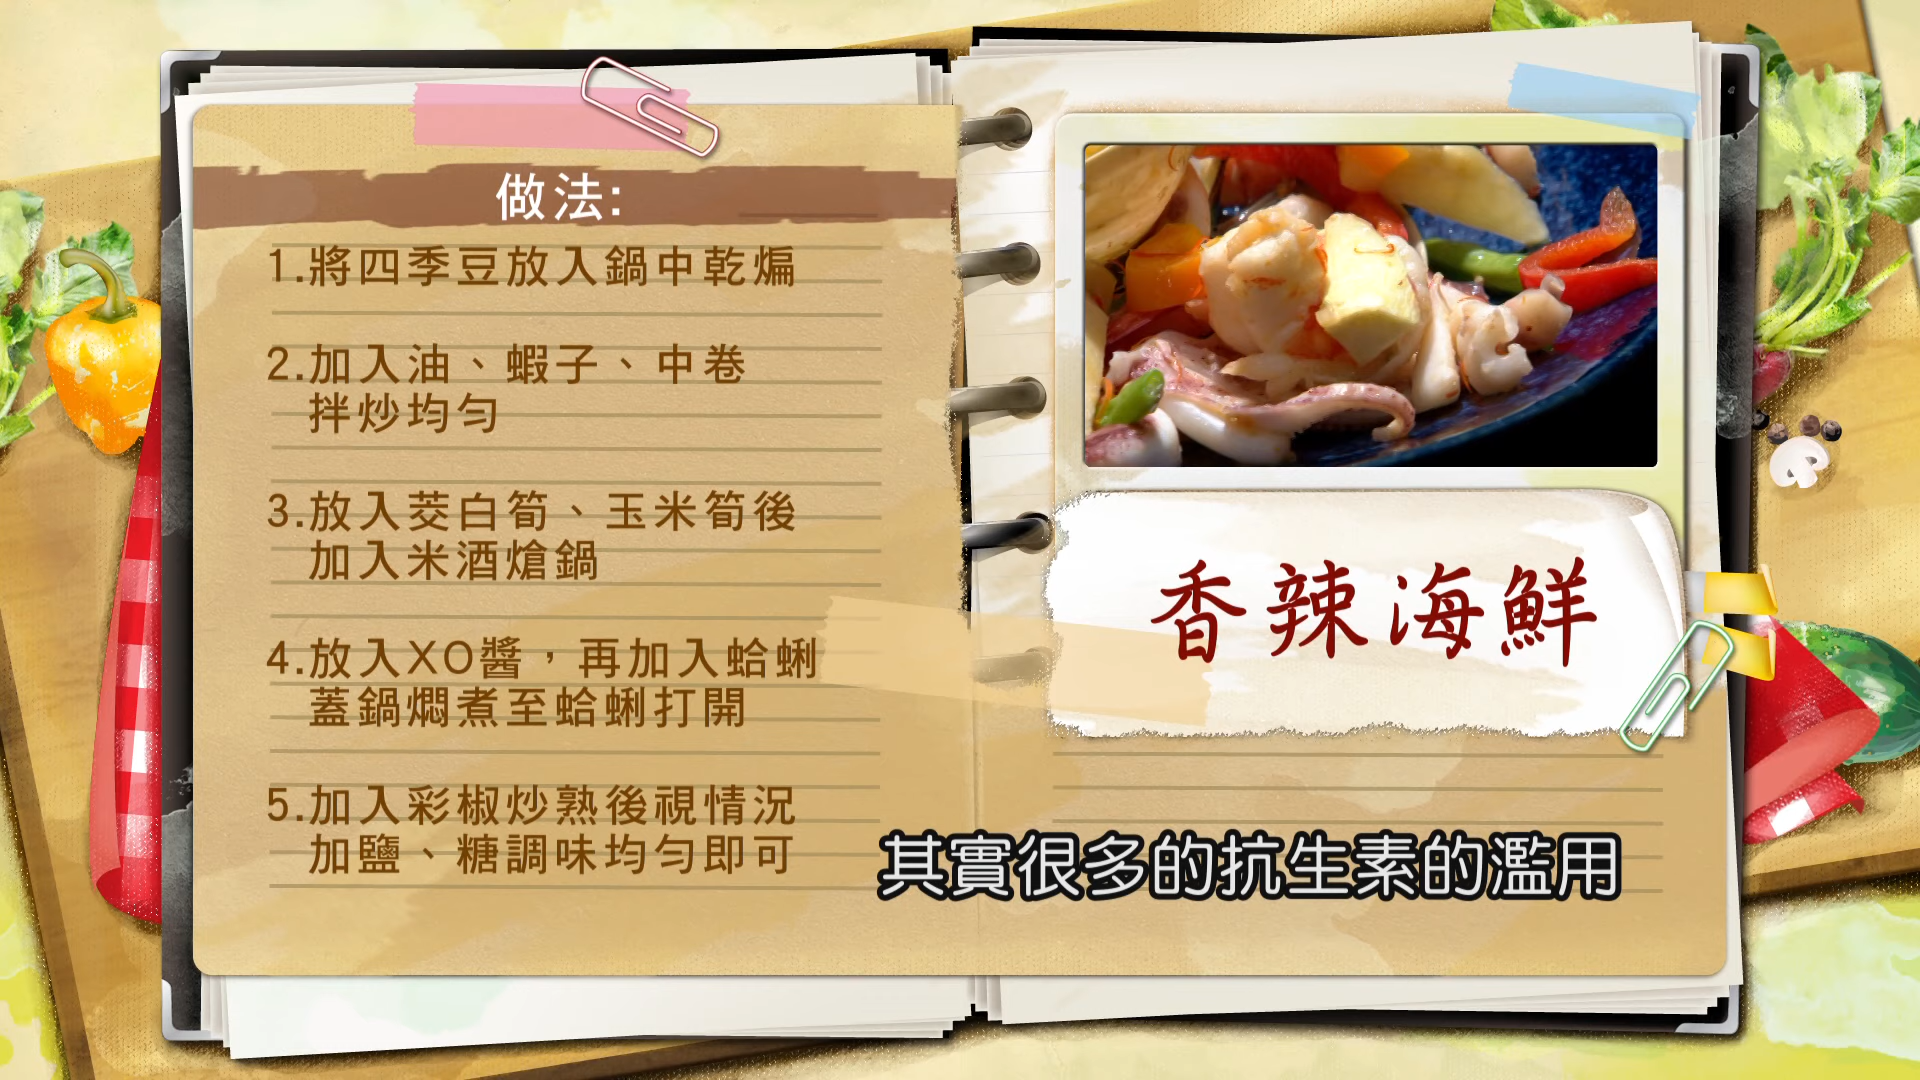 做法:
1.將四季豆放入鍋中乾煸
2.加入油、蝦子、中卷
拌炒均勻
3.放入茭白筍、玉米筍後
加入米酒熗鍋
4.放入XO醬，再加入蛤蜊
蓋鍋燜煮至蛤蜊打開
5.加入彩椒炒熟後視情況
加鹽、糖調味均勻即可
香辣海鮮
其實很多的抗生素的濫用